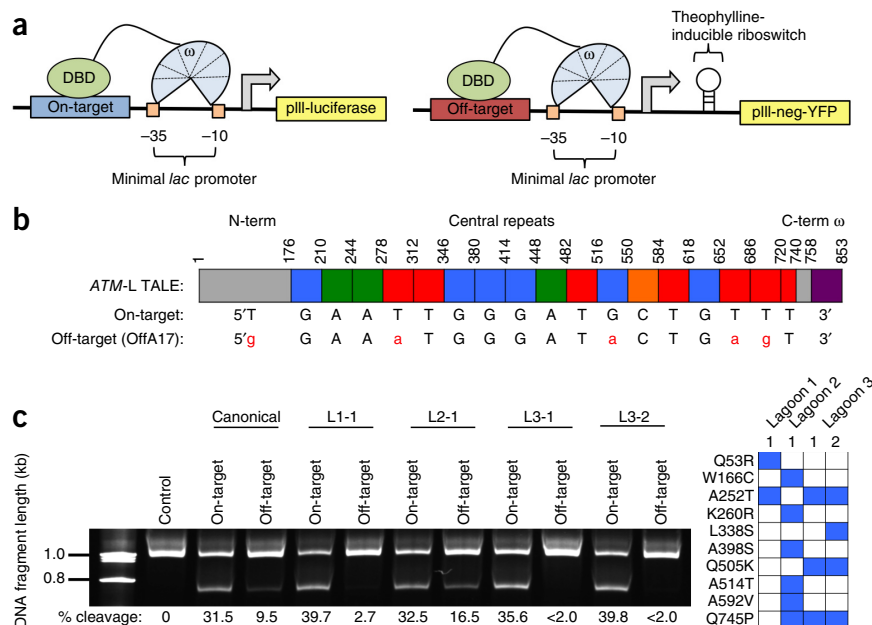 a
Theophylline-
inducible riboswitch
ω
ω
DBD
DBD
On-target
pIII-luciferase
Off-target
pIII-neg-YFP
–35
–10
–35
–10
Minimal lac promoter
Minimal lac promoter
b
N-term
Central repeats
C-term ω
1 176 210 244 278 312 346 380 414 448 482 516 550 584 618 652 686 720 740 758 853
ATM-L TALE:
On-target: 5′T G A A T T G G G A T G C T G T T T 3′
Off-target (OffA17) 5′g G A A a T G G G A T a C T G a g T 3′
c
Canonical L1-1 L2-1 L3-1 L3-2
Control On-target Off-target On-target Off-target On-target Off-target On-target Off-target On-target Off-target
DNA fragment length (kb)
1.0
0.8
% cleavage: 0 31.5 9.5 39.7 2.7 32.5 16.5 35.6 <2.0 39.8 <2.0
Lagoon 1 Lagoon 2 Lagoon 3
1 1 1 2
Q53R
W166C
A252T
K260R
L338S
A398S
Q505K
A514T
A592V
Q745P